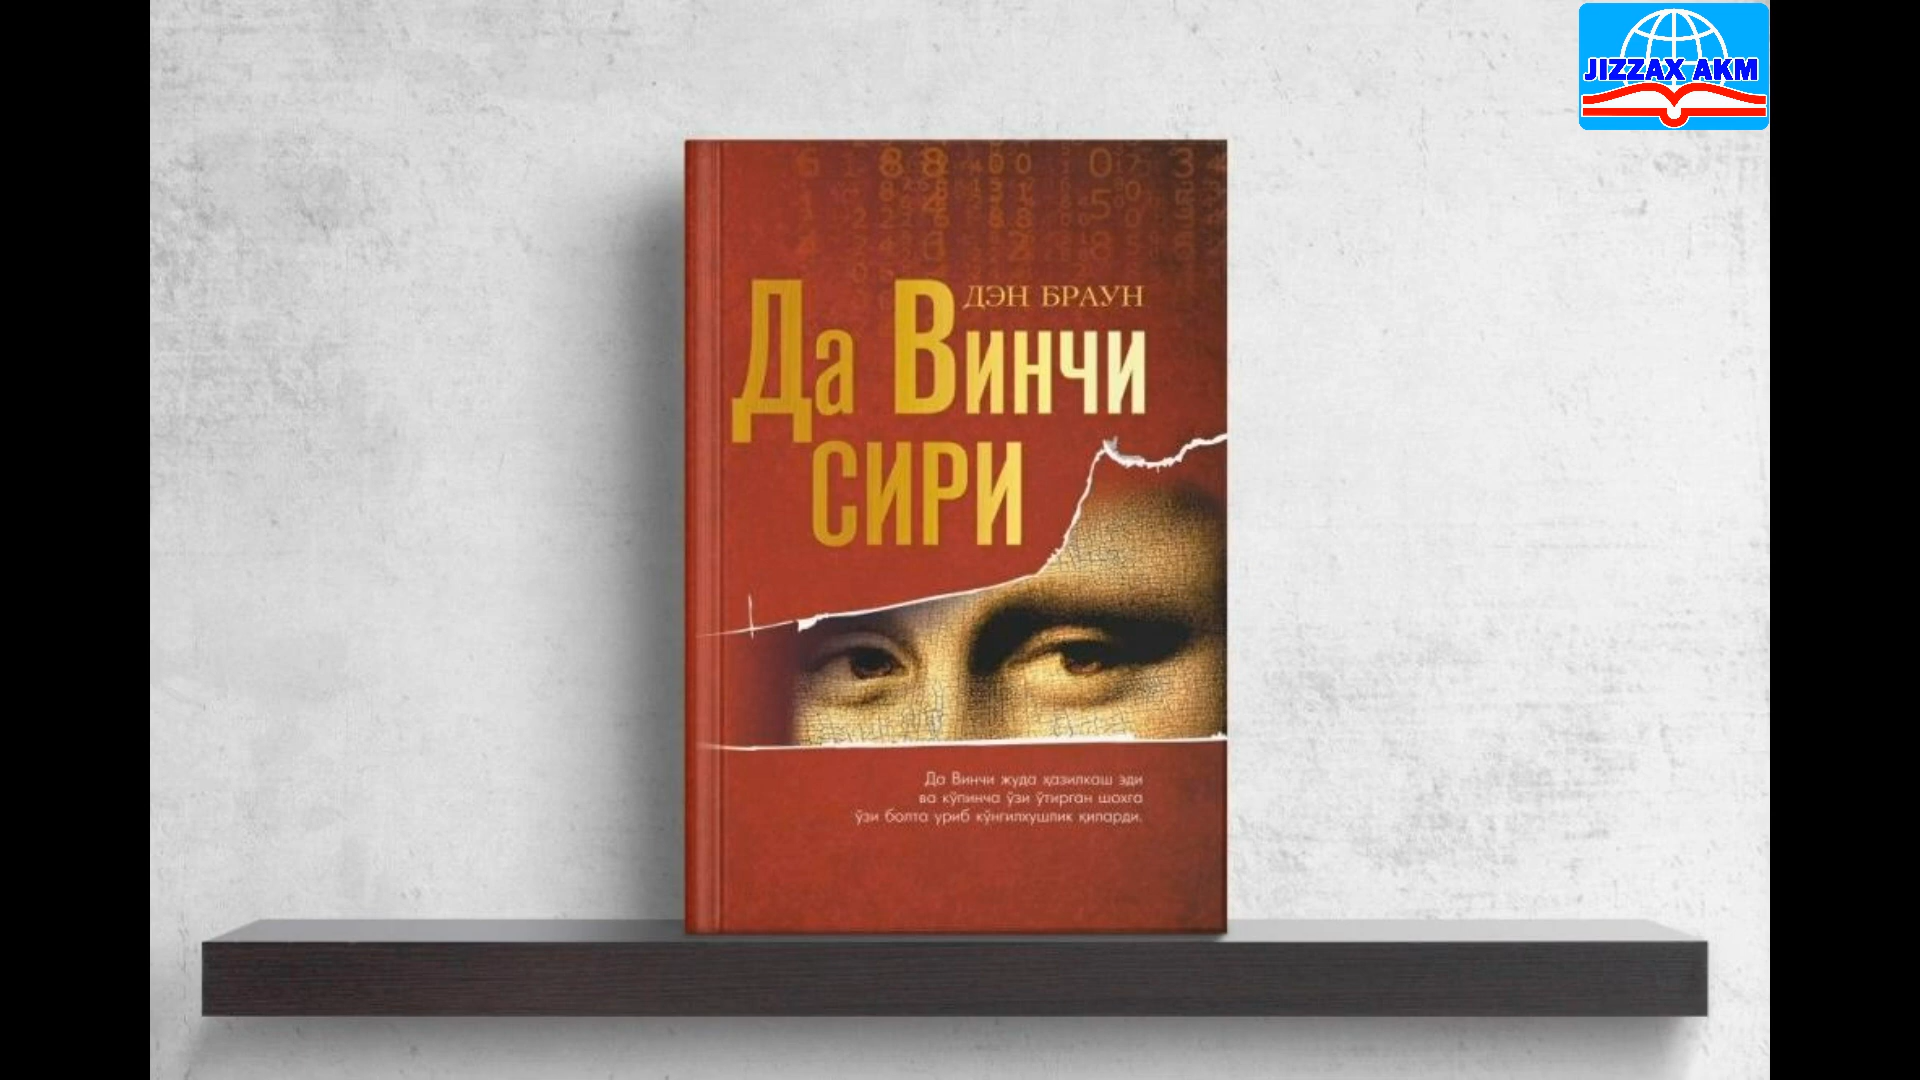 JIZZAX AKM
ДЭН БРАУН
Да Винчи
СИРИ
Да Винчи жуда ҳазилкаш эди
ва кўпинча ўзи ўтирган шохга
ўзи болта уриб кўнгилхушлик қиларди.